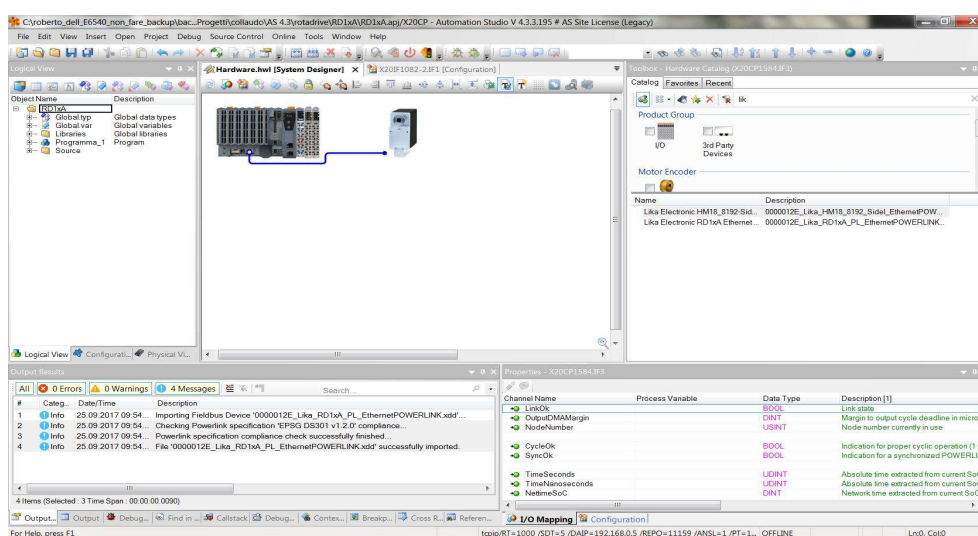 C:\roberto_dell_E6540_non_fare_backup\bac...Progetti\collaudo\AS 4.3\rotadrive\RD1xA\RD1xA.apj/X20CP - Automation Studio V 4.3.3.195 # AS Site License (Legacy)
File Edit View Insert Open Project Debug Source Control Online Tools Window Help
Logical View
Object Name Description
RD1xA
Global.typ Global data types
Global.var Global variables
Libraries Global libraries
Programma_1 Program
Source
Logical View Configurati... Physical Vi...
Hardware.hwl [System Designer] X20IF1082-2.IF1 [Configuration]
Toolbox - Hardware Catalog (X20CP1584.IF3)
Catalog Favorites Recent
lik
Product Group
I/O 3rd Party Devices
Motor Encoder
Name Description
Lika Electronic HM18_8192-Sid... 0000012E_Lika_HM18_8192_Sidel_EthernetPOW...
Lika Electronic RD1xA Ethernet... 0000012E_Lika_RD1xA_PL_EthernetPOWERLINK...
Output Results
All 0 Errors 0 Warnings 4 Messages Search...
# Categ... Date/Time Description
1 Info 25.09.2017 09:54... Importing Fieldbus Device '0000012E_Lika_RD1xA_PL_EthernetPOWERLINK.xdd'...
2 Info 25.09.2017 09:54... Checking Powerlink specification 'EPSG DS301 v1.2.0' compliance...
3 Info 25.09.2017 09:54... Powerlink specification compliance check successfully finished...
4 Info 25.09.2017 09:54... File '0000012E_Lika_RD1xA_PL_EthernetPOWERLINK.xdd' successfully imported.
4 Items (Selected : 3 Time Span : 00:00:00.0090)
Output... Output Debug... Find in ... Callstack Debug... Contex... Breakp... Cross R... Referen...
Properties - X20CP1584.IF3
Channel Name Process Variable Data Type Description [1]
LinkOk BOOL Link state
OutputDMAMargin DINT Margin to output cycle deadline in micro
NodeNumber USINT Node number currently in use
CycleOk BOOL Indication for proper cyclic operation (1
SyncOk BOOL Indication for a synchronized POWERLI
TimeSeconds UDINT Absolute time extracted from current So
TimeNanoseconds UDINT Absolute time extracted from current So
NettimeSoC DINT Network time extracted from current SoC
I/O Mapping Configuration
For Help, press F1
tcpip/RT=1000 /SDT=5 /DAIP=192.168.0.5 /REPO=11159 /ANSL=1 /PT=1... OFFLINE Ln:0, Col:0